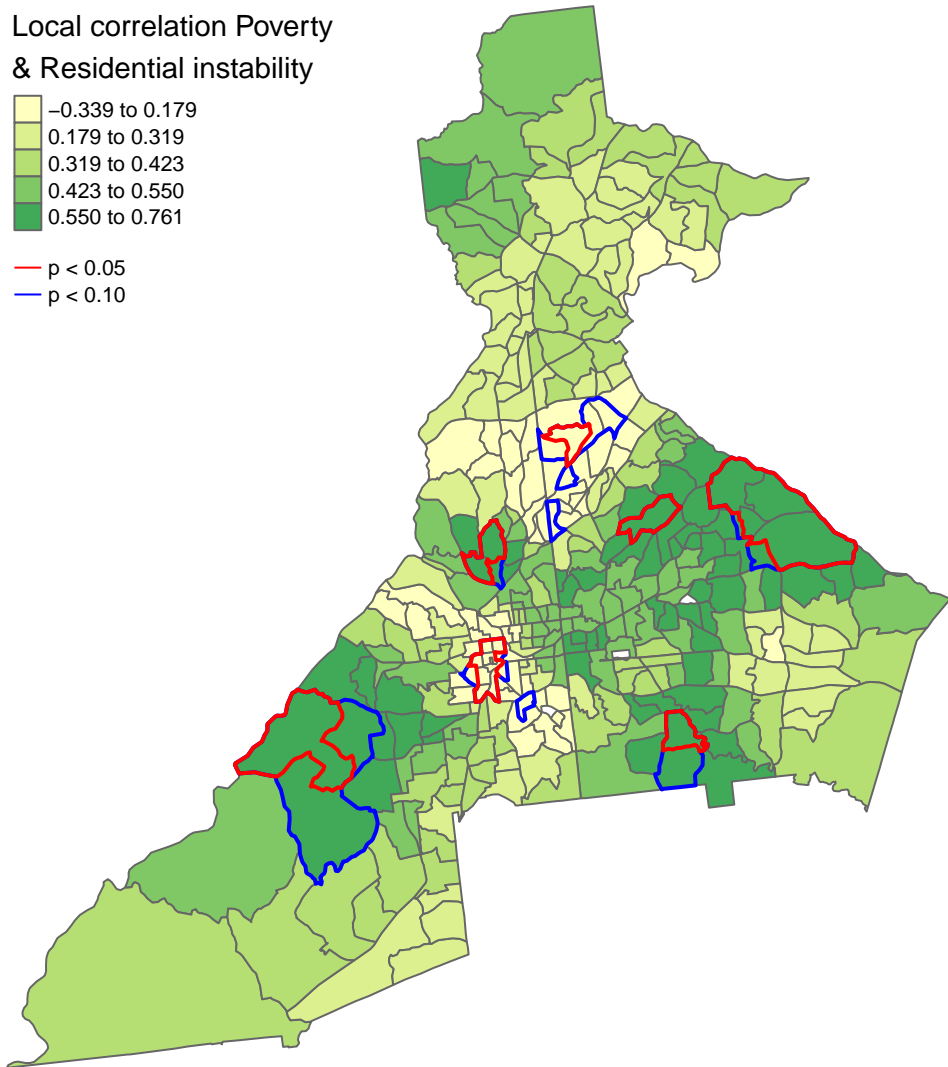 Local correlation Poverty
& Residential instability
−0.339 to 0.179
0.179 to 0.319
0.319 to 0.423
0.423 to 0.550
0.550 to 0.761
p < 0.05
p < 0.10